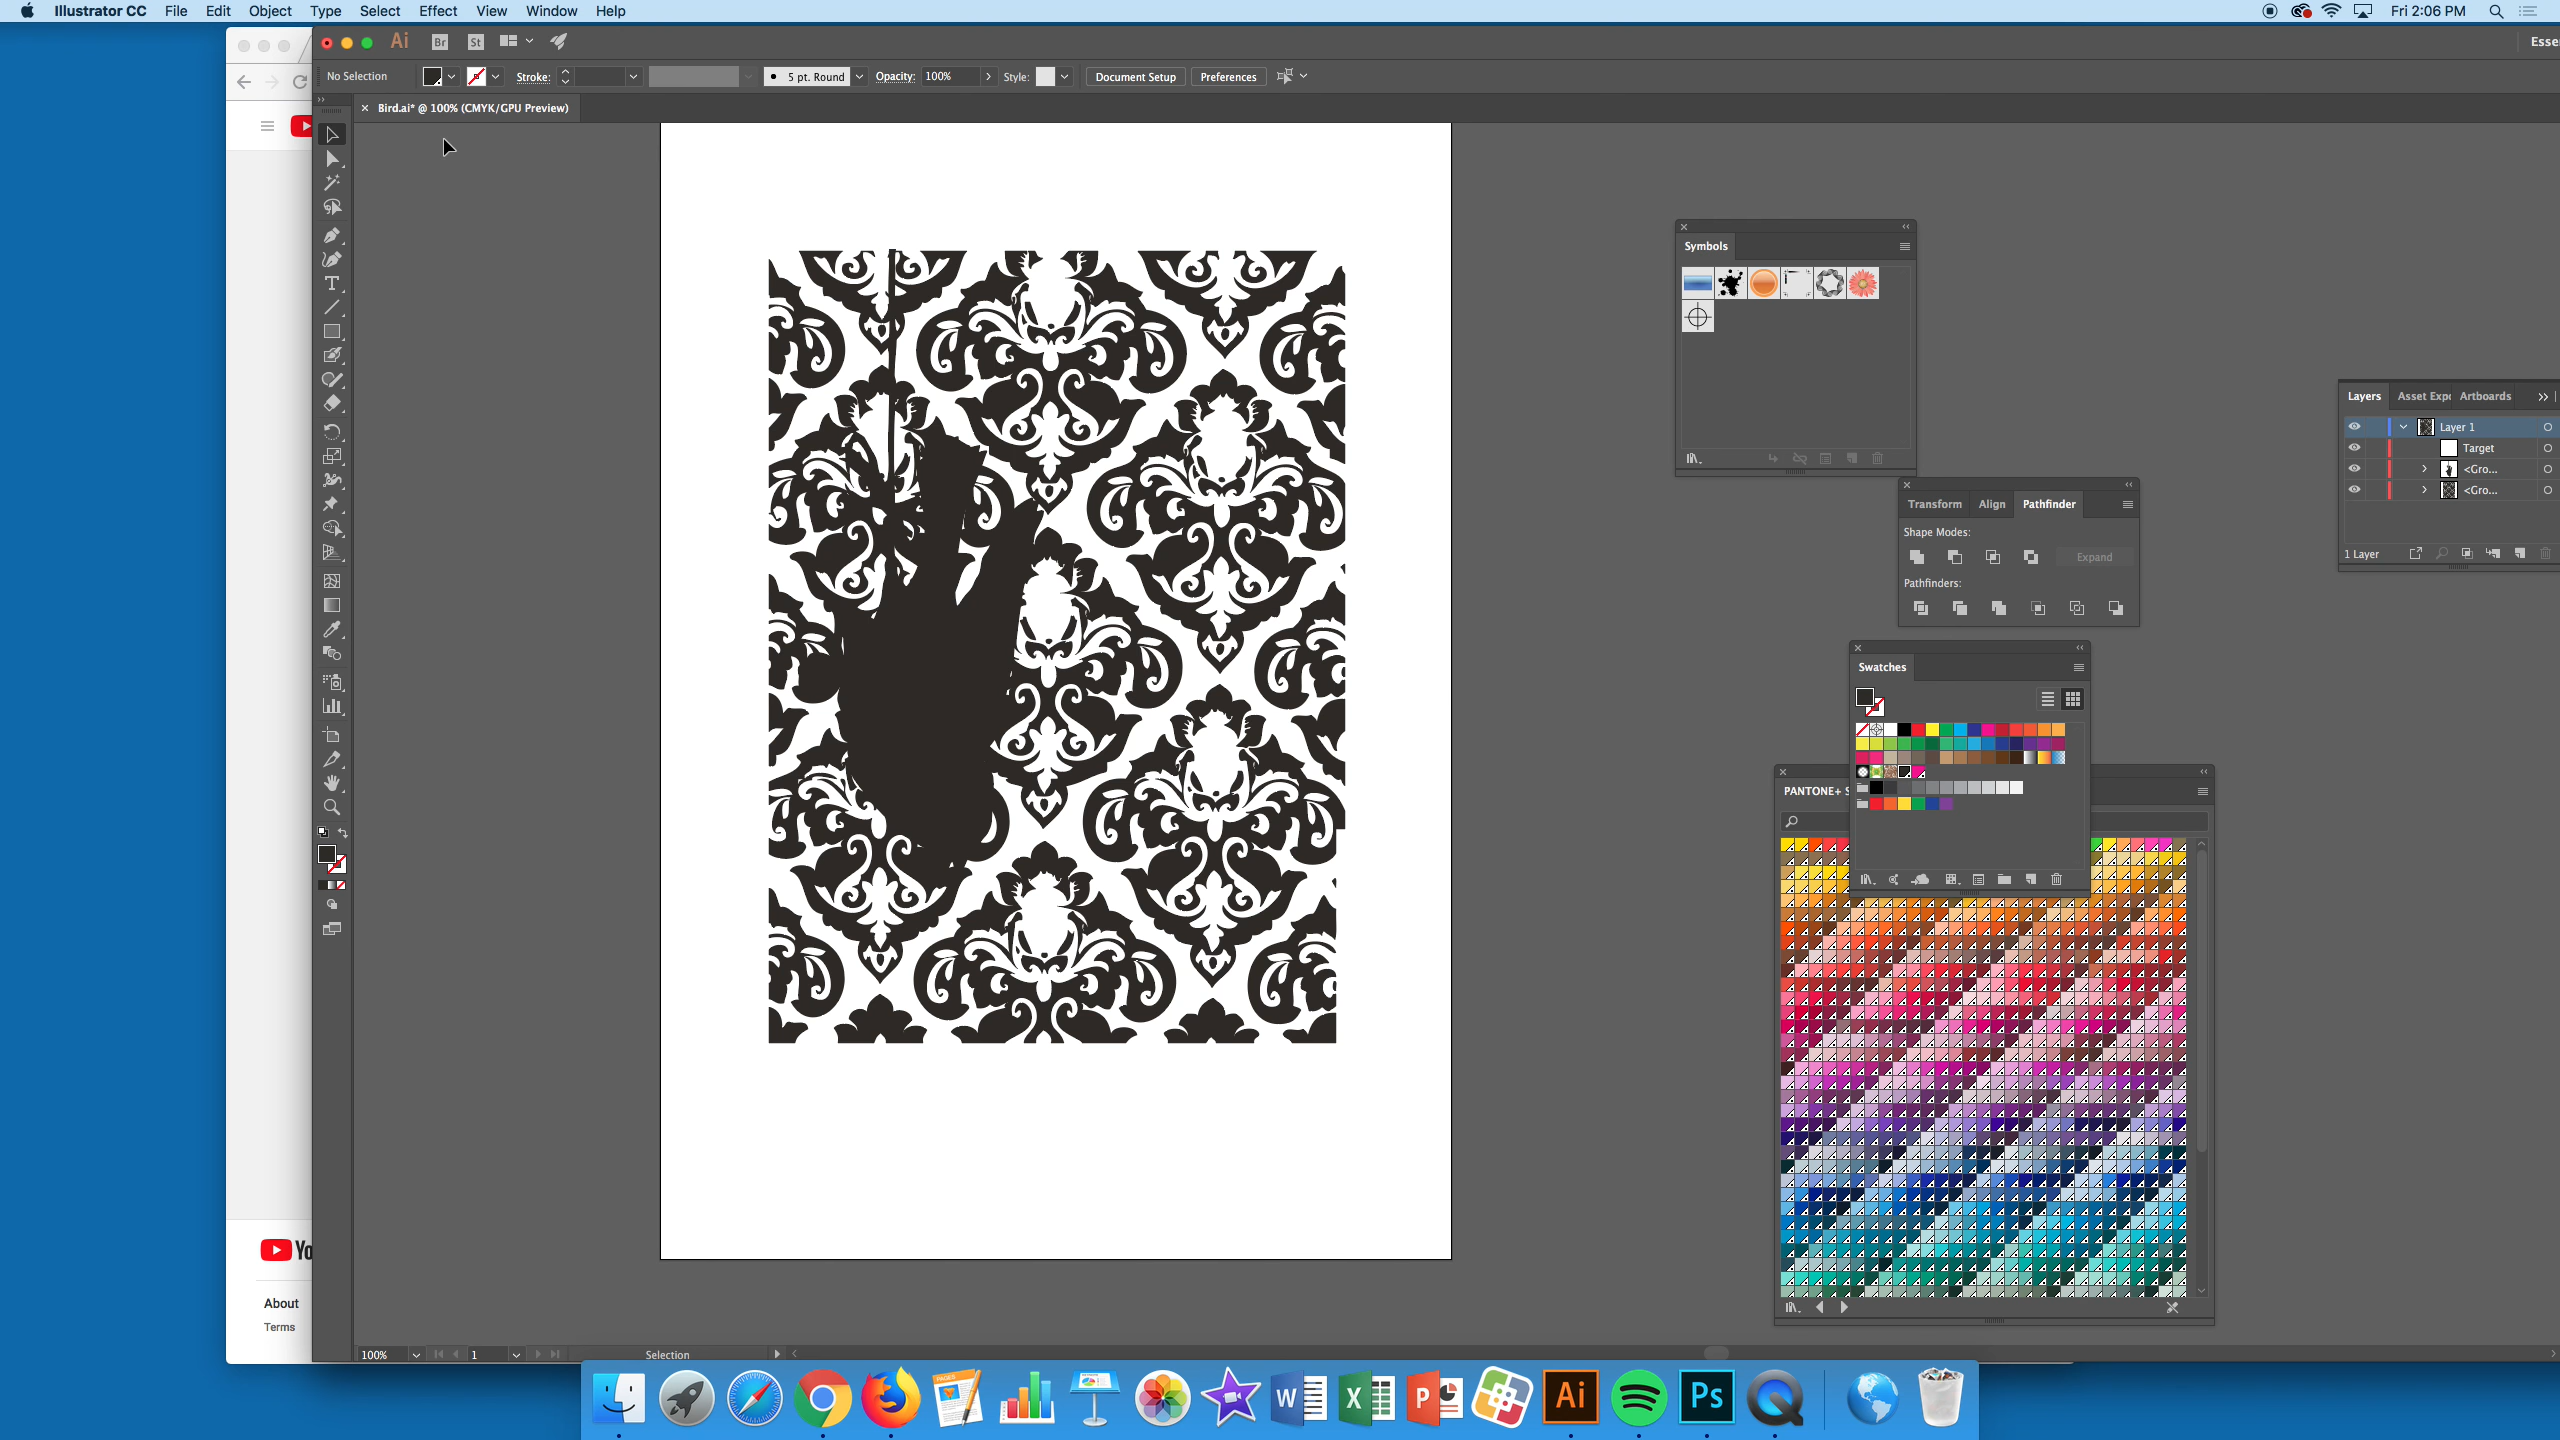 Illustrator CC File Edit Object Type Select Effect View Window Help
Fri 2:06 PM
Ai Br St
Esse
No Selection Stroke: 5 pt. Round Opacity: 100% Style: Document Setup Preferences
Bird.ai* @ 100% (CMYK/GPU Preview)
Symbols
Layers Asset Expo Artboards
Layer 1
Target
<Gro...
<Gro...
1 Layer
Transform Align Pathfinder
Shape Modes:
Expand
Pathfinders:
Swatches
PANTONE+ S
T
Yo
About
Terms
100% 1 Selection
W X P Ai Ps